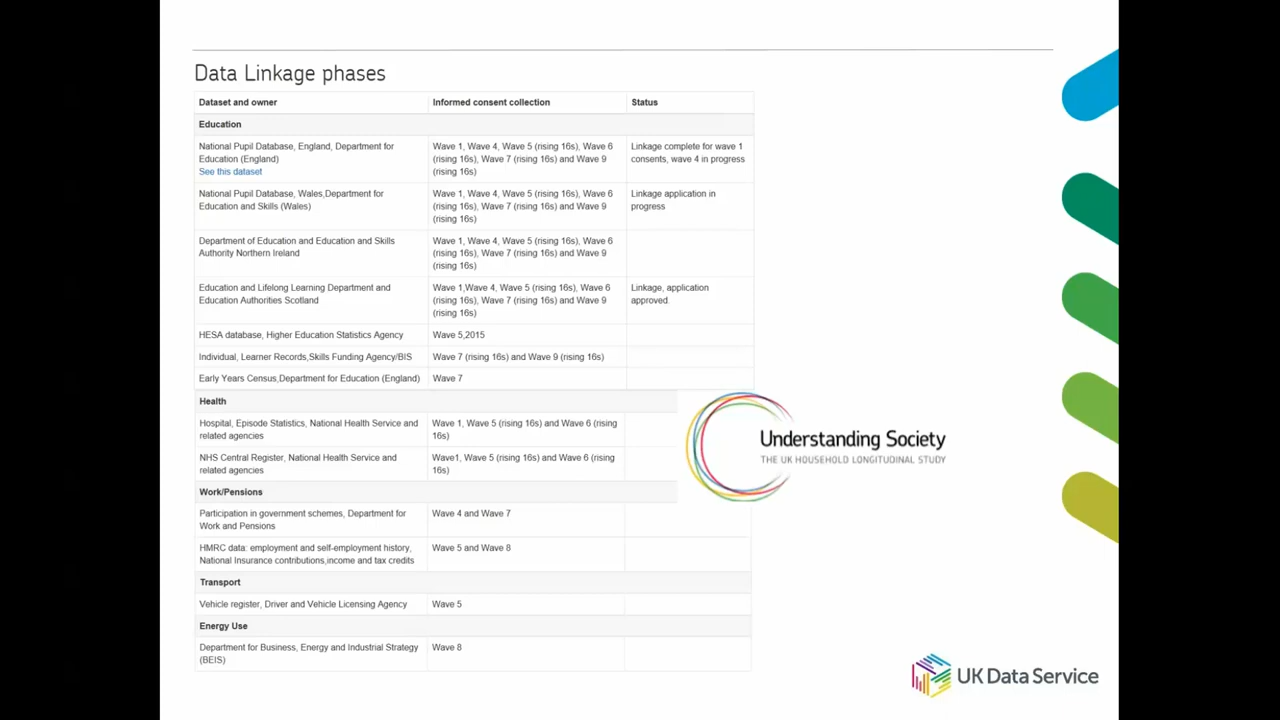 Data Linkage phases
Dataset and owner Informed consent collection Status
Education
National Pupil Database, England, Department for Education (England)
See this dataset
Wave 1, Wave 4, Wave 5 (rising 16s), Wave 6
(rising 16s), Wave 7 (rising 16s) and Wave 9
(rising 16s)
Linkage complete for wave 1
consents, wave 4 in progress
National Pupil Database, Wales,Department for
Education and Skills (Wales)
Wave 1, Wave 4, Wave 5 (rising 16s), Wave 6
(rising 16s), Wave 7 (rising 16s) and Wave 9
(rising 16s)
Linkage application in
progress
Department of Education and Education and Skills
Authority Northern Ireland
Wave 1, Wave 4, Wave 5 (rising 16s), Wave 6
(rising 16s), Wave 7 (rising 16s) and Wave 9
(rising 16s)
Education and Lifelong Learning Department and
Education Authorities Scotland
Wave 1,Wave 4, Wave 5 (rising 16s), Wave 6
(rising 16s), Wave 7 (rising 16s) and Wave 9
(rising 16s)
Linkage, application
approved
HESA database, Higher Education Statistics Agency Wave 5,2015
Individual, Learner Records,Skills Funding Agency/BIS Wave 7 (rising 16s) and Wave 9 (rising 16s)
Early Years Census,Department for Education (England) Wave 7
Health
Hospital, Episode Statistics, National Health Service and
related agencies
Wave 1, Wave 5 (rising 16s) and Wave 6 (rising
16s)
NHS Central Register, National Health Service and
related agencies
Wave1, Wave 5 (rising 16s) and Wave 6 (rising
16s)
Work/Pensions
Participation in government schemes, Department for
Work and Pensions
Wave 4 and Wave 7
HMRC data: employment and self-employment history,
National Insurance contributions,income and tax credits
Wave 5 and Wave 8
Transport
Vehicle register, Driver and Vehicle Licensing Agency Wave 5
Energy Use
Department for Business, Energy and Industrial Strategy
(BEIS)
Wave 8
Understanding Society
THE UK HOUSEHOLD LONGITUDINAL STUDY
UK Data Service